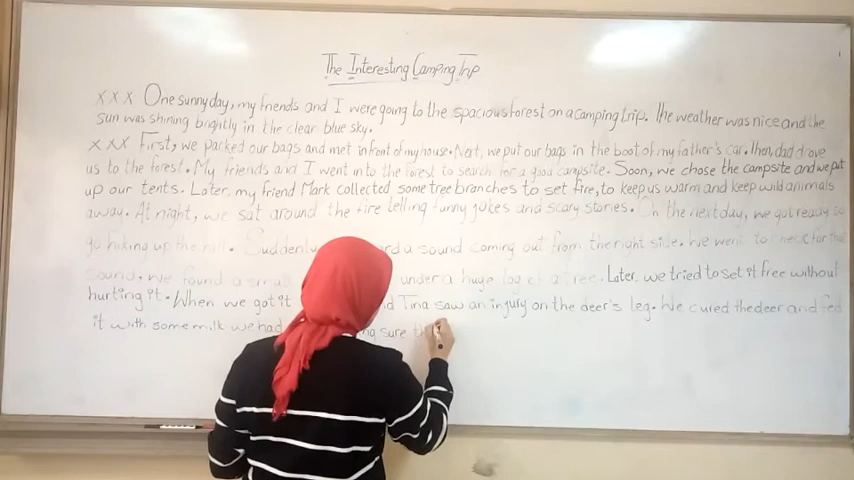 The Interesting Camping Trip
x x x One sunny day, my friends and I were going to the spacious forest on a camping trip. The weather was nice and the
sun was shining brightly in the clear blue sky.
x x x First, we packed our bags and met in front of my house. Next, we put our bags in the boot of my father's car. Then, dad drove
us to the forest. My friends and I went into the forest to search for a good campsite. Soon, we chose the campsite and we put
up our tents. Later, my friend Mark collected some tree branches to set fire, to keep us warm and keep wild animals
away. At night, we sat around the fire telling funny jokes and scary stories. On the next day, we got ready to
go hiking up the hill. Suddenly a sound coming out from the right side. We went to check for the
sound, we found a small under a huge log of a tree. Later, we tried to set it free without
hurting it. When we got it Tina saw an injury on the deer's leg. We cured the deer and fed
it with some milk we had sure